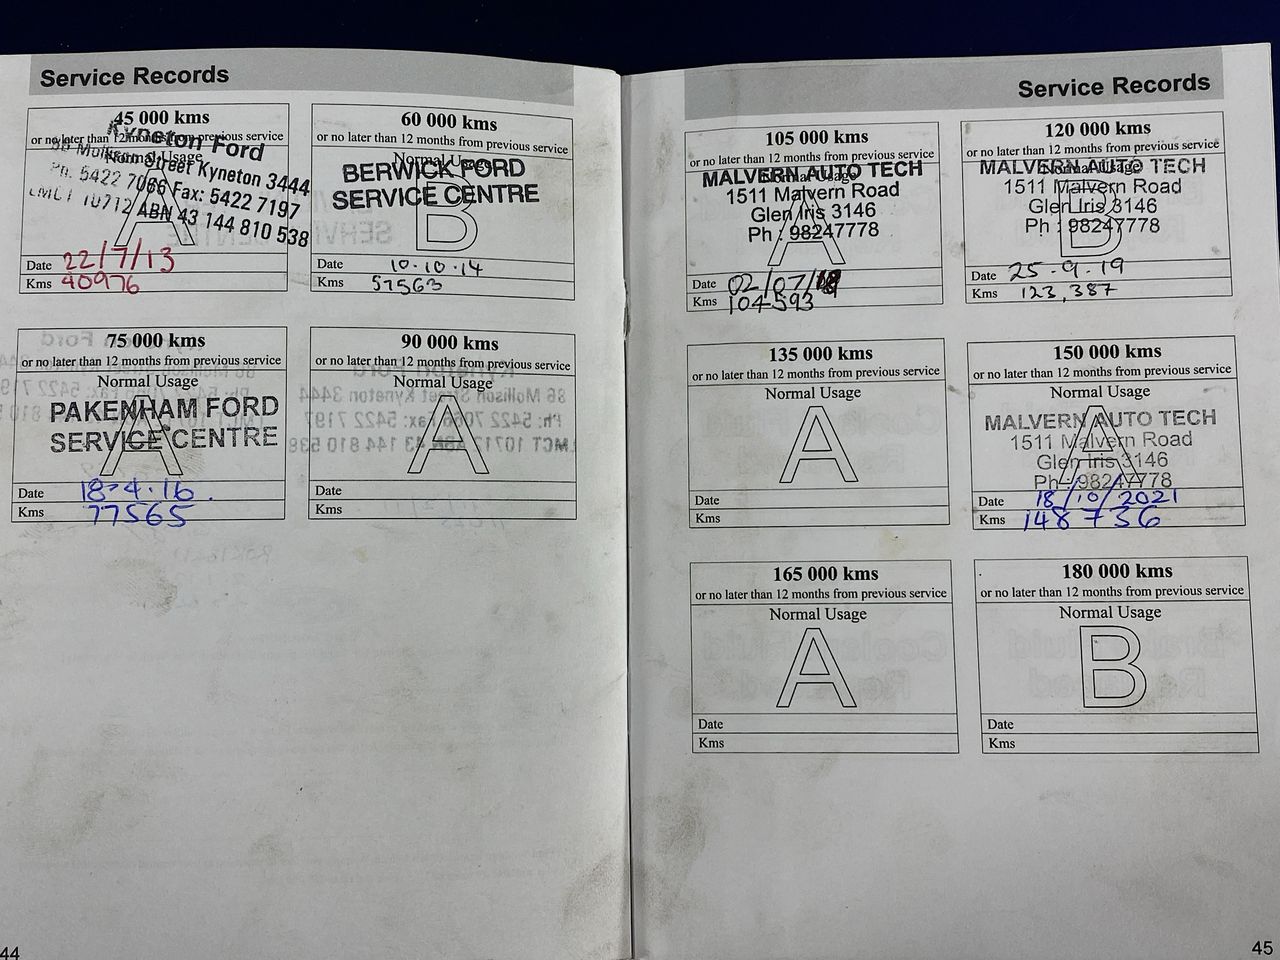 Service Records
45 000 kms
or no later than 12 months from previous service
Normal Usage
Kyneton Ford
Street Kyneton 3444
Ph: 5422 7066 Fax: 5422 7197
LMCT 10712 ABN 43 144 810 538
A
Date 22/7/13
Kms 40976
60 000 kms
or no later than 12 months from previous service
Normal Usage
BERWICK FORD
SERVICE CENTRE
B
Date 10.10.14
Kms 57563
75 000 kms
or no later than 12 months from previous service
Normal Usage
PAKENHAM FORD
SERVICE CENTRE
A
Date 18-4.16.
Kms 77565
90 000 kms
or no later than 12 months from previous service
Normal Usage
A
Date
Kms
44
Service Records
105 000 kms
or no later than 12 months from previous service
Normal Usage
MALVERN AUTO TECH
1511 Malvern Road
Glen Iris 3146
Ph : 98247778
A
Date 02/07/
Kms 104593
120 000 kms
or no later than 12 months from previous service
Normal Usage
MALVERN AUTO TECH
1511 Malvern Road
Glen Iris 3146
Ph : 98247778
B
Date 25.9.19
Kms 123,387
135 000 kms
or no later than 12 months from previous service
Normal Usage
A
Date
Kms
150 000 kms
or no later than 12 months from previous service
Normal Usage
MALVERN AUTO TECH
1511 Malvern Road
Glen Iris 3146
Ph : 98247778
A
Date 18/10/2021
Kms 148736
165 000 kms
or no later than 12 months from previous service
Normal Usage
A
Date
Kms
180 000 kms
or no later than 12 months from previous service
Normal Usage
B
Date
Kms
45